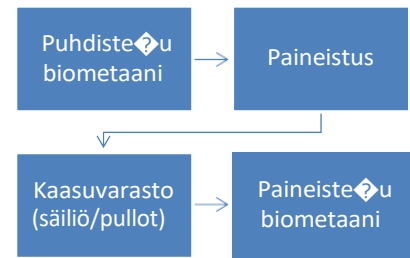 Puhdiste�u
biometaani
Paineistus
Kaasuvarasto
(säiliö/pullot)
Paineiste�u
biometaani